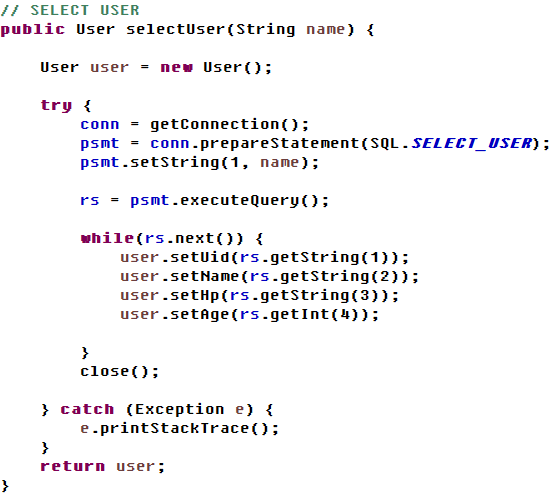 // SELECT USER
public User selectUser(String name) {
User user = new User();
try {
conn = getConnection();
psmt = conn.prepareStatement(SQL.SELECT_USER);
psmt.setString(1, name);
rs = psmt.executeQuery();
while(rs.next()) {
user.setUid(rs.getString(1));
user.setName(rs.getString(2));
user.setHp(rs.getString(3));
user.setAge(rs.getInt(4));
}
close();
} catch (Exception e) {
e.printStackTrace();
}
return user;
}